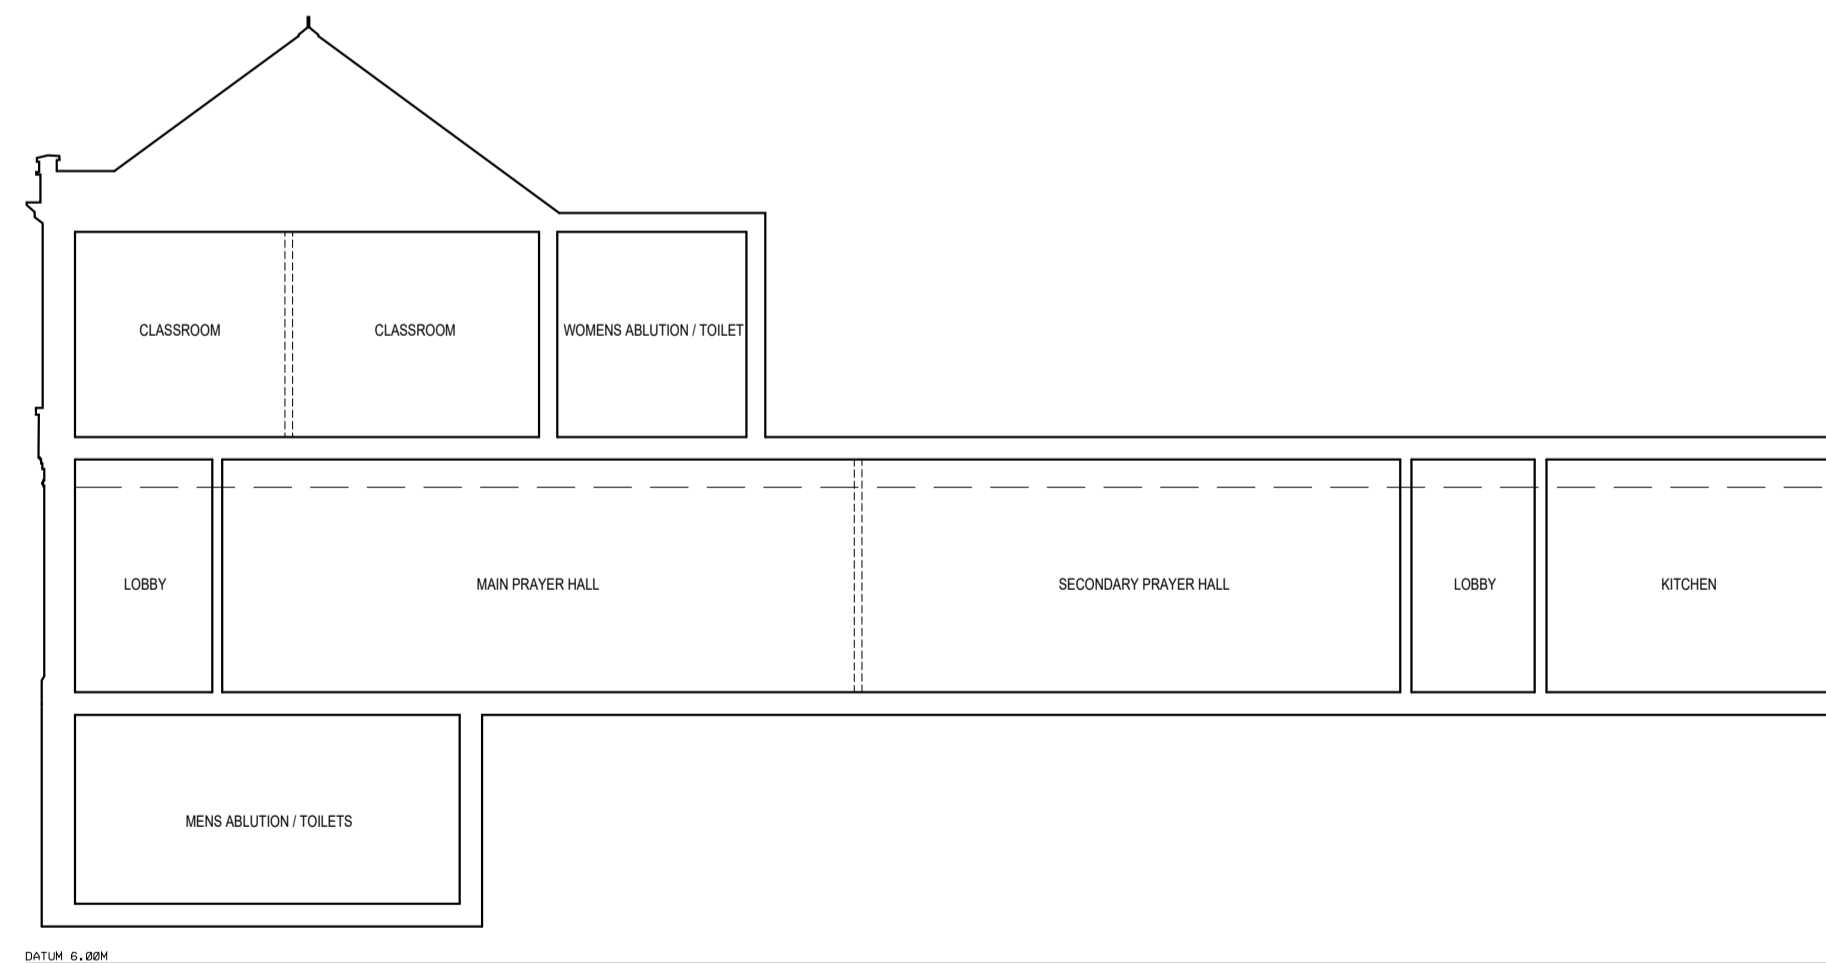 CLASSROOM
CLASSROOM
WOMENS ABLUTION / TOILET
LOBBY
MAIN PRAYER HALL
SECONDARY PRAYER HALL
LOBBY
KITCHEN
MENS ABLUTION / TOILETS
DATUM 6.00M